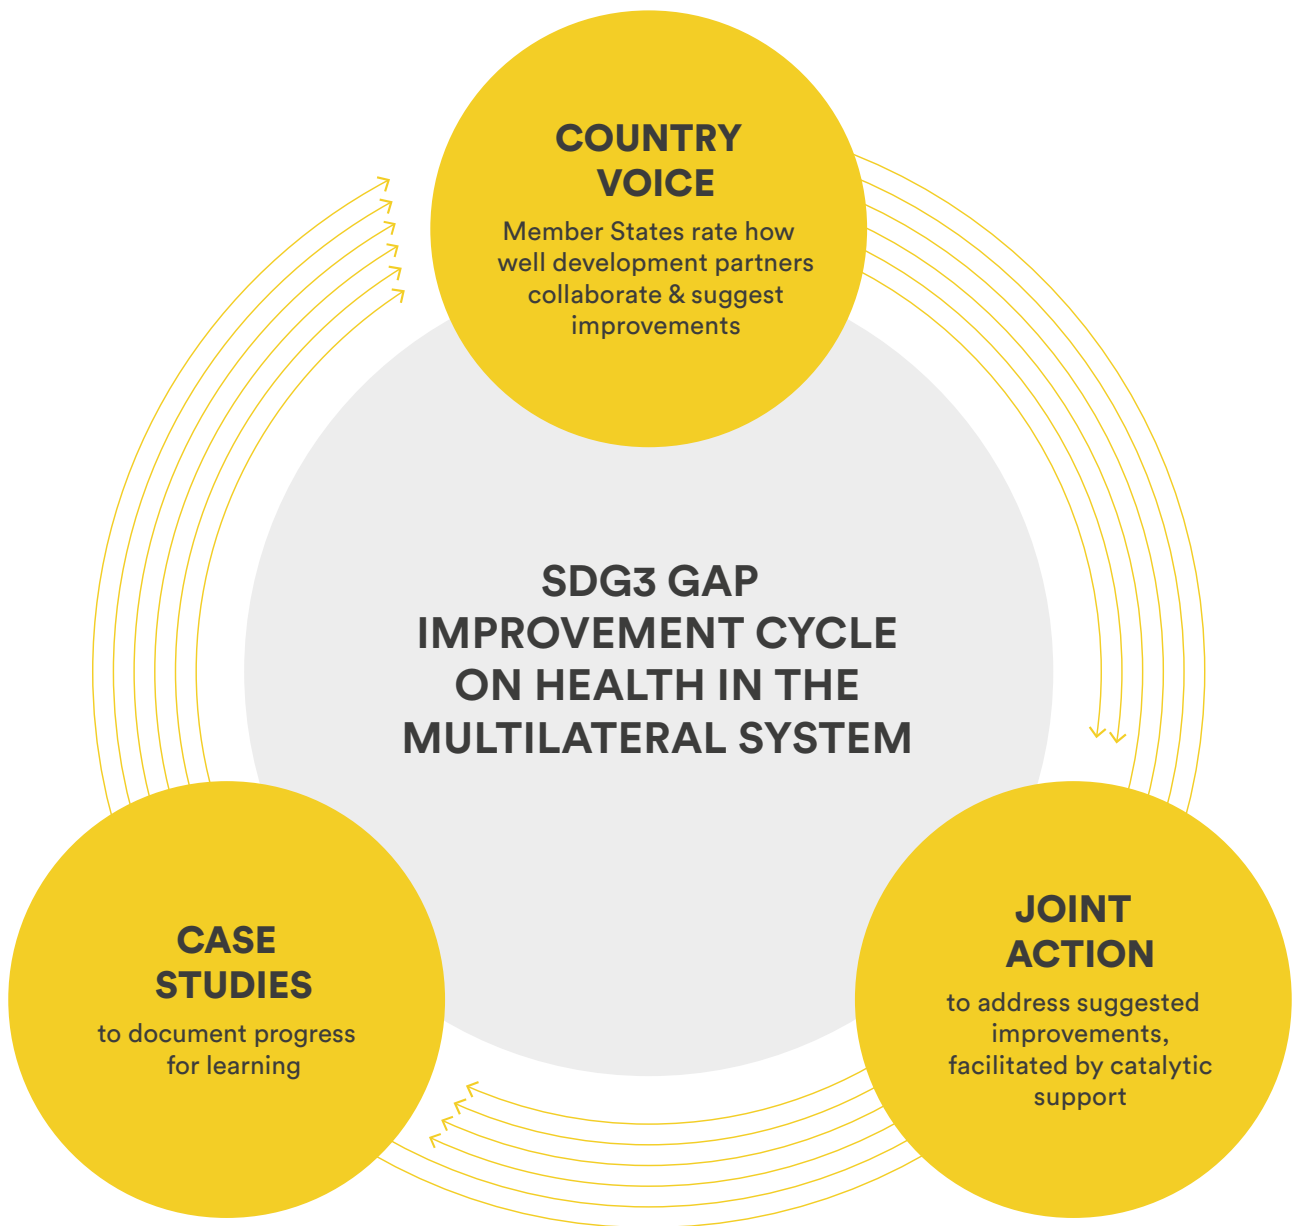 COUNTRY
VOICE
Member States rate how
well development partners
collaborate & suggest
improvements
SDG3 GAP
IMPROVEMENT CYCLE
ON HEALTH IN THE
MULTILATERAL SYSTEM
CASE
STUDIES
to document progress
for learning
JOINT
ACTION
to address suggested
improvements,
facilitated by catalytic
support